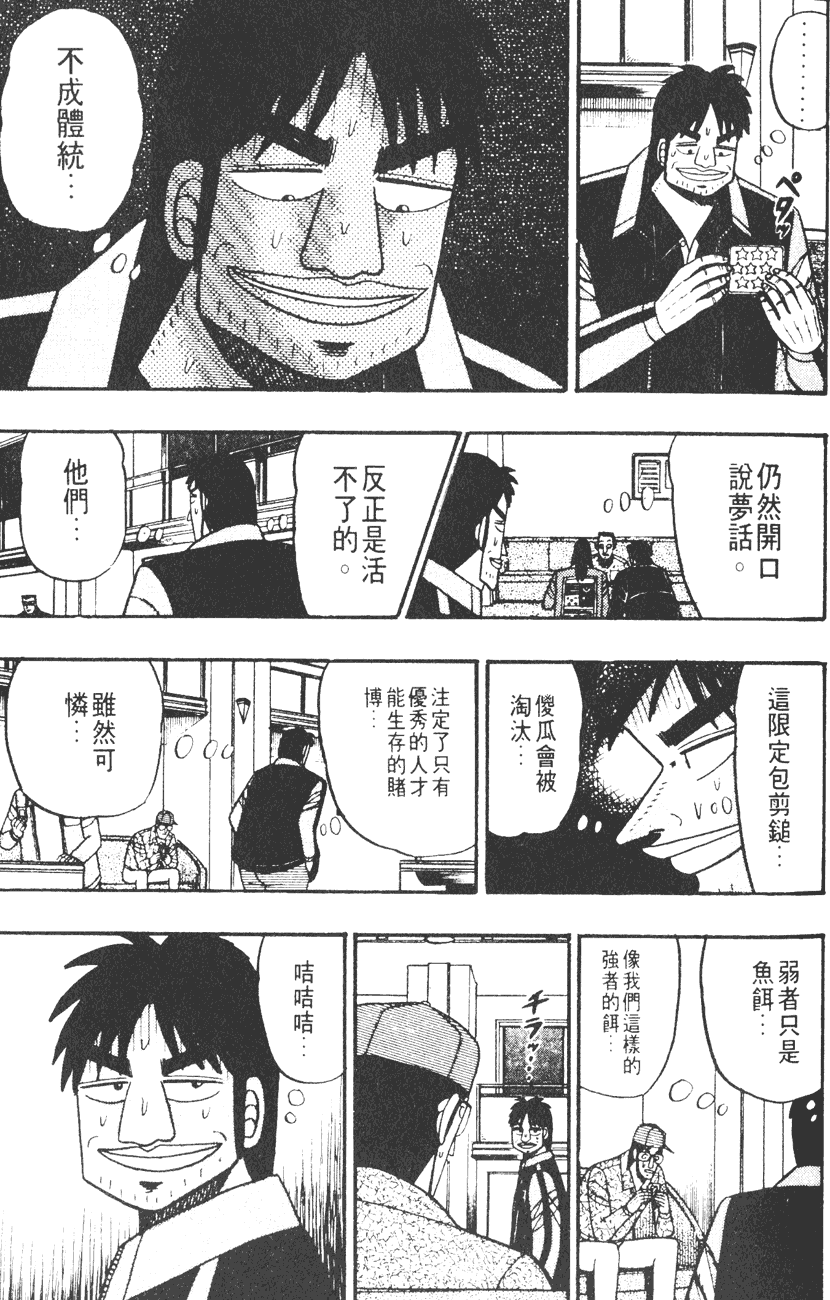 ………
ペタッ
不成體統…
仍然開口
說夢話。
反正是活
不了的。
他們…
這限定包剪鎚…
傻瓜會被
淘汰…
注定了只有
優秀的人才
能生存的賭
博…
雖然可
憐…
弱者只是
魚餌…
像我們這樣的
強者的餌…
チラッ…
咭咭咭…